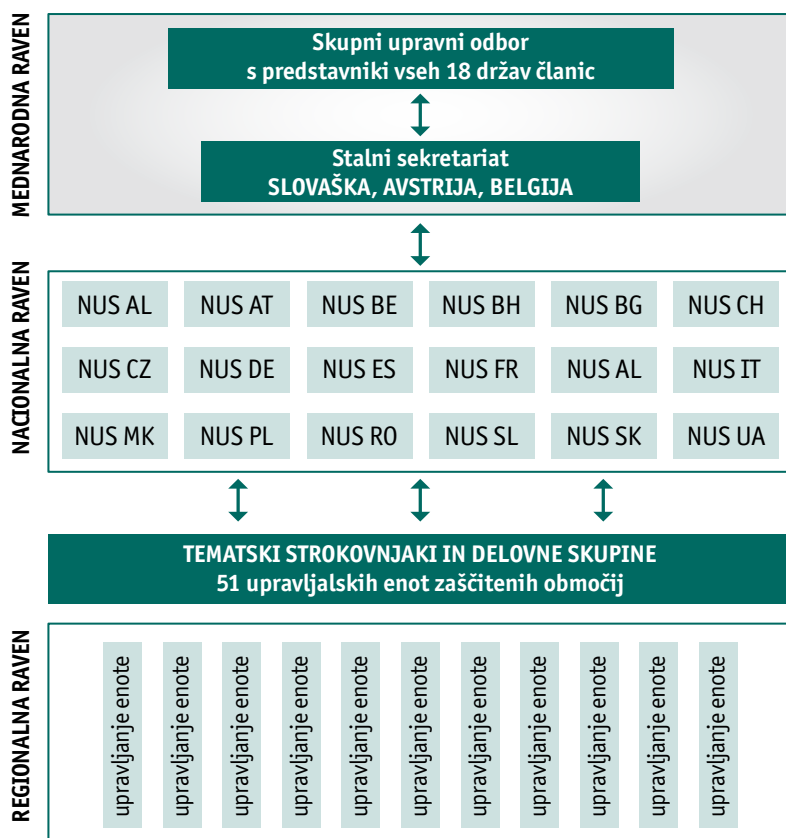 MEDNARODNA RAVEN
Skupni upravni odbor
s predstavniki vseh 18 držav članic
Stalni sekretariat
SLOVAŠKA, AVSTRIJA, BELGIJA
NACIONALNA RAVEN
NUS AL NUS AT NUS BE NUS BH NUS BG NUS CH
NUS CZ NUS DE NUS ES NUS FR NUS AL NUS IT
NUS MK NUS PL NUS RO NUS SL NUS SK NUS UA
TEMATSKI STROKOVNJAKI IN DELOVNE SKUPINE
51 upravljalskih enot zaščitenih območij
REGIONALNA RAVEN
upravljanje enote
upravljanje enote
upravljanje enote
upravljanje enote
upravljanje enote
upravljanje enote
upravljanje enote
upravljanje enote
upravljanje enote
upravljanje enote
upravljanje enote